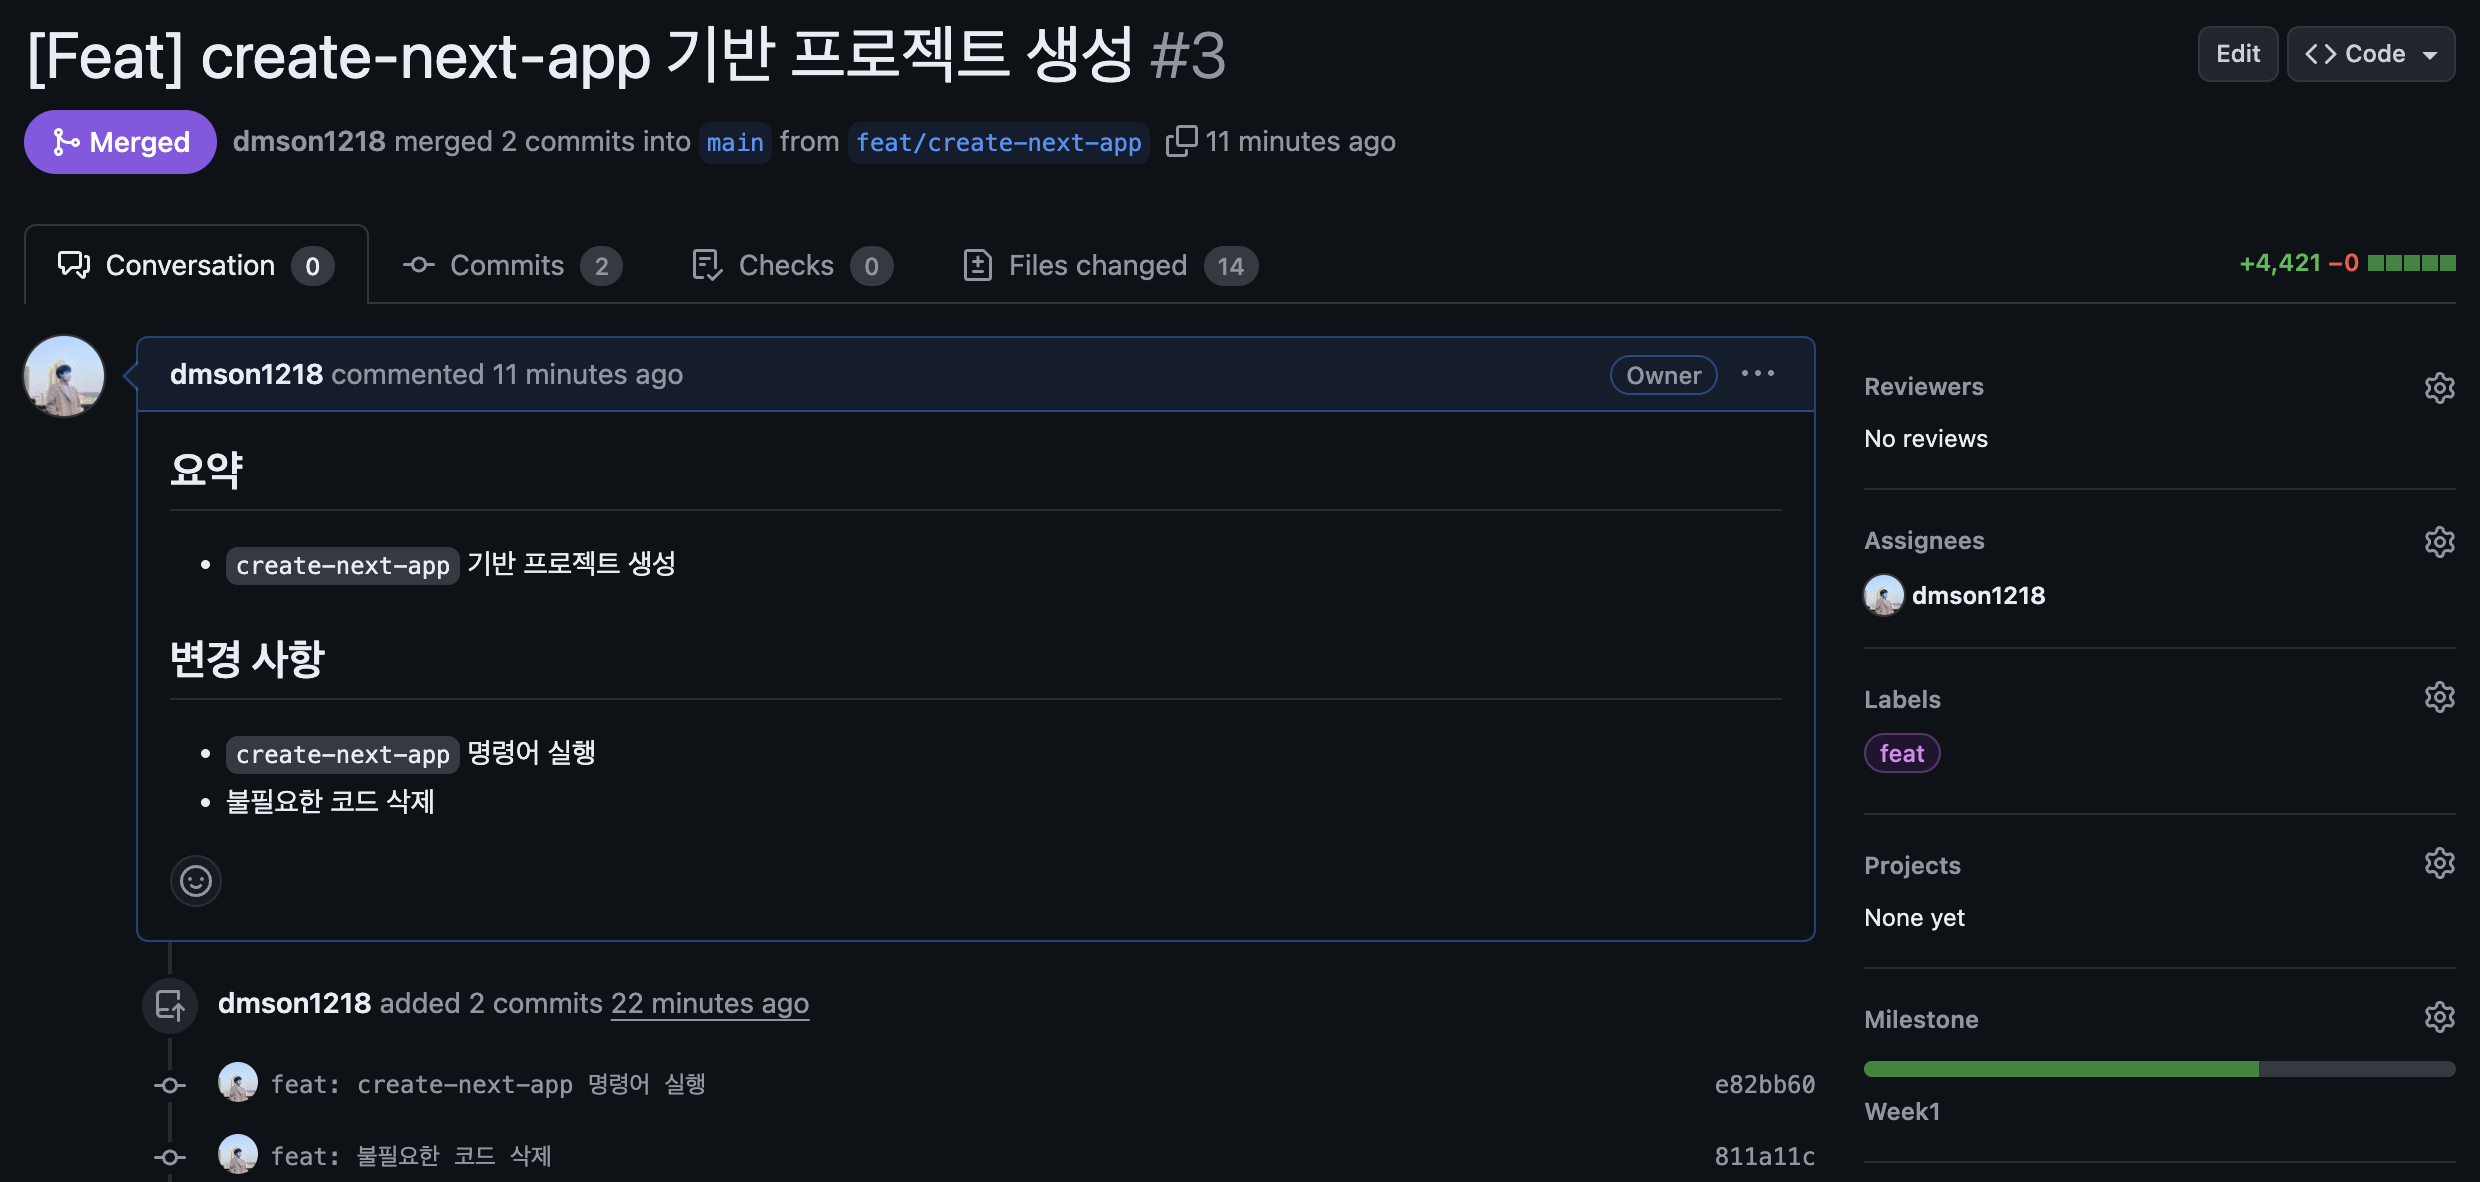 [Feat] create-next-app 기반 프로젝트 생성 #3
Edit
Code
Merged
dmson1218 merged 2 commits into main from feat/create-next-app 11 minutes ago
Conversation 0
Commits 2
Checks 0
Files changed 14
+4,421 −0
dmson1218 commented 11 minutes ago
Owner
요약
create-next-app 기반 프로젝트 생성
변경 사항
create-next-app 명령어 실행
불필요한 코드 삭제
dmson1218 added 2 commits 22 minutes ago
feat: create-next-app 명령어 실행
e82bb60
feat: 불필요한 코드 삭제
811a11c
Reviewers
No reviews
Assignees
dmson1218
Labels
feat
Projects
None yet
Milestone
Week1